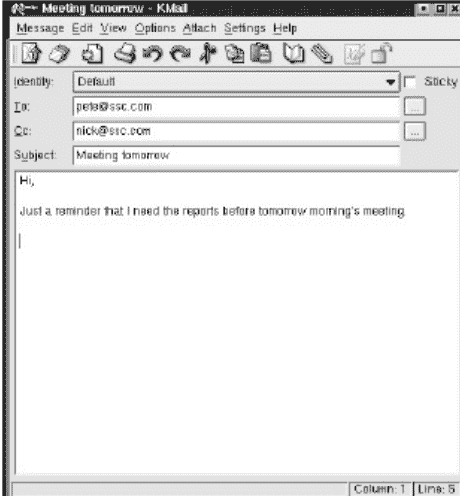 Meeting tomorrow - KMail
Message Edit View Options Attach Settings Help
Identity: Default Sticky
To: pete@ssc.com ...
Cc: nick@ssc.com ...
Subject: Meeting tomorrow
Hi,
Just a reminder that I need the reports before tomorrow morning's meeting.
Column: 1 Line: 5